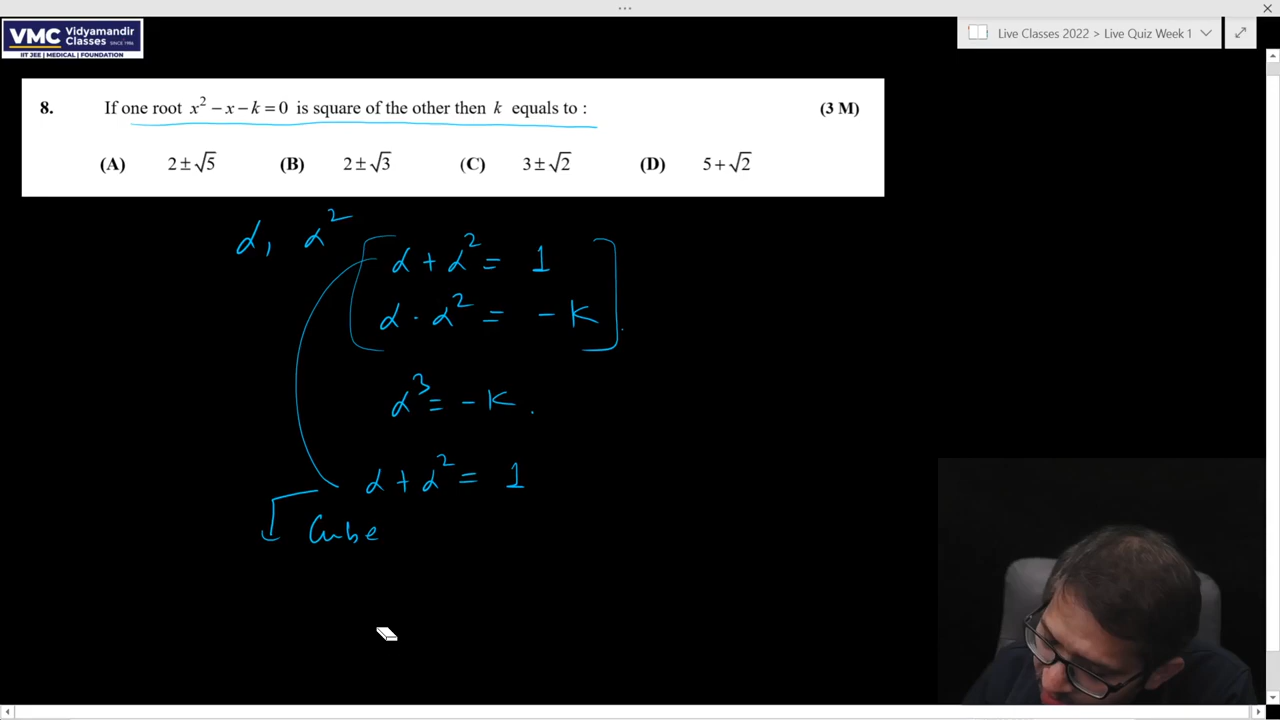 VMC Vidyamandir Classes SINCE 1986
IIT JEE | MEDICAL | FOUNDATION
Live Classes 2022 > Live Quiz Week 1
8. If one root x² − x − k = 0 is square of the other then k equals to : (3 M)
(A) 2 ± √5 (B) 2 ± √3 (C) 3 ± √2 (D) 5 + √2
α, α²
α + α² = 1
α · α² = − K
α³ = − K .
α + α² = 1
Cube